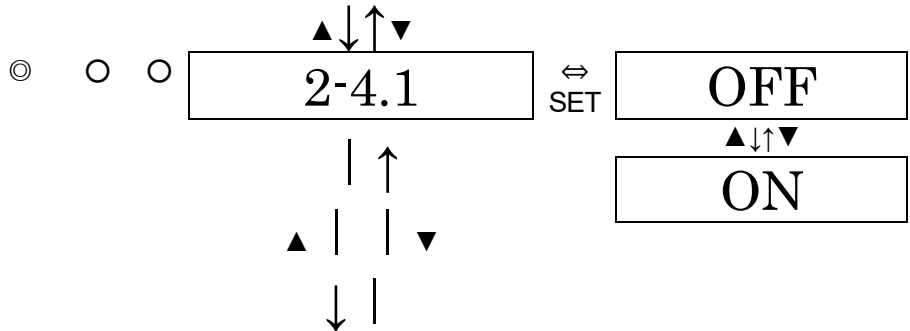 ▲↓↑▼
◎ ○ ○ 2-4.1 ⇔ OFF
SET
▲↓↑▼
ON
▲ ▼